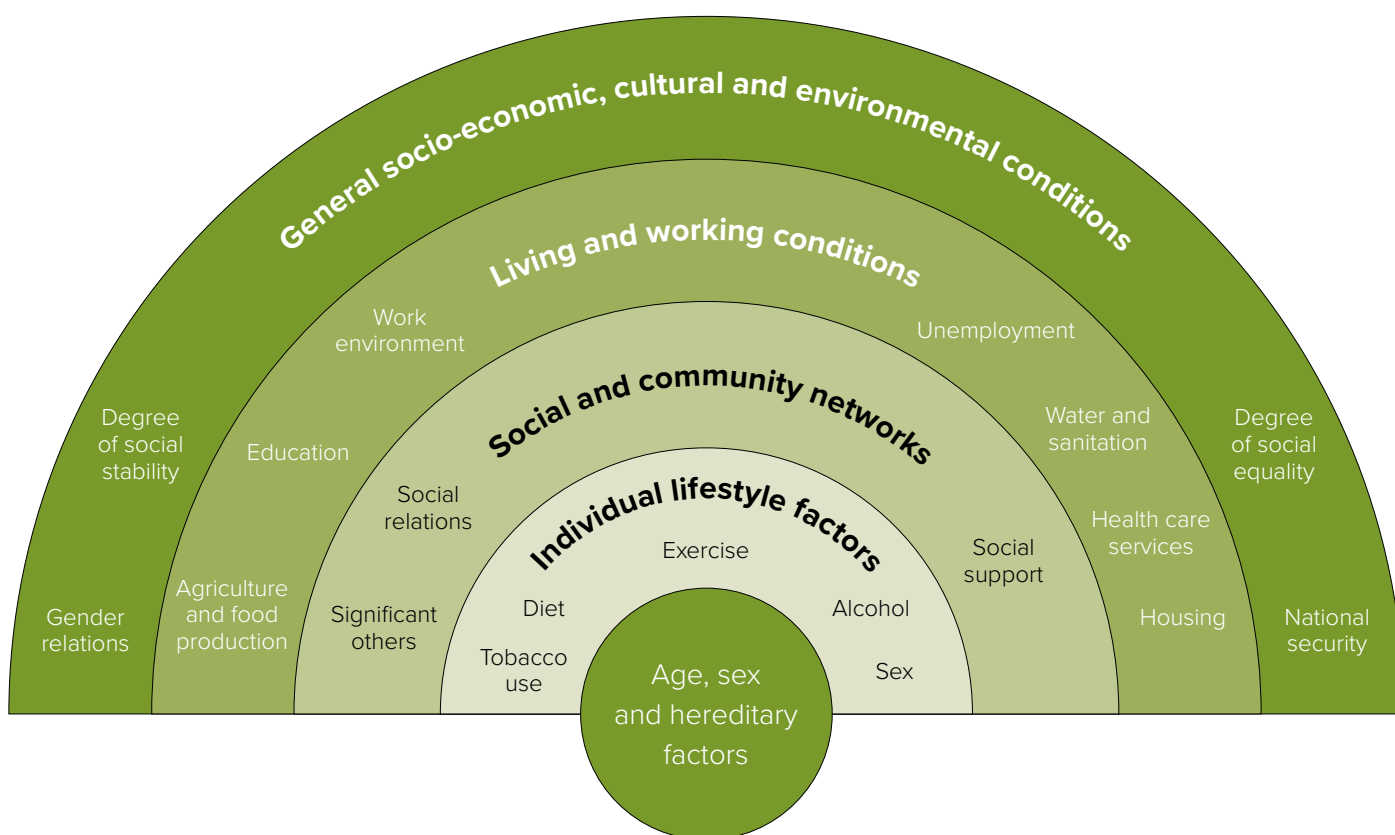 General socio-economic, cultural and environmental conditions
Living and working conditions
Work
environment
Unemployment
Social and community networks
Degree
of social
stability
Education
Water and
sanitation
Degree
of social
equality
Social
relations
Individual lifestyle factors
Exercise
Social
support
Health care
services
Gender
relations
Agriculture
and food
production
Significant
others
Diet
Alcohol
Housing
National
security
Tobacco
use
Sex
Age, sex
and hereditary
factors